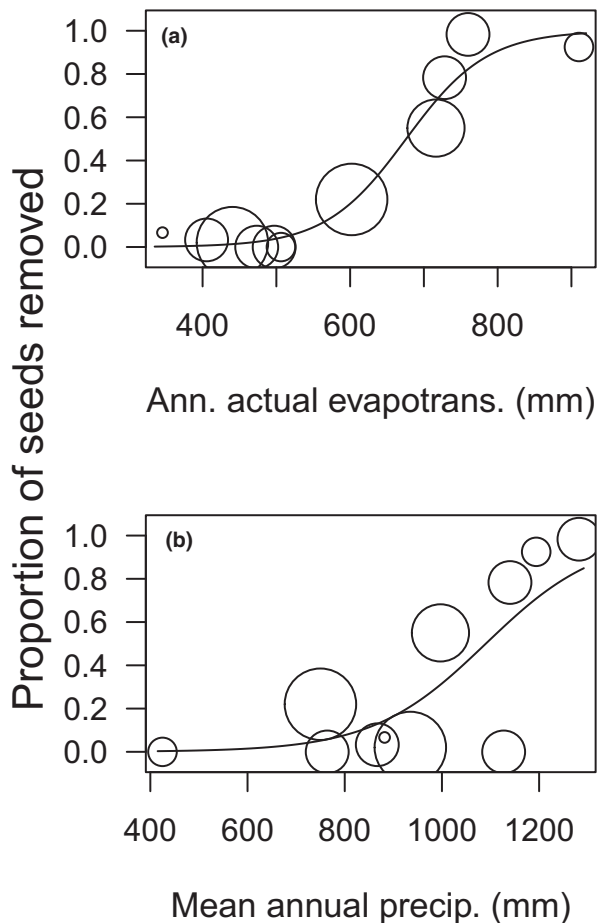 Proportion of seeds removed
(a)
1.0
0.8
0.6
0.4
0.2
0.0
400 600 800
Ann. actual evapotrans. (mm)
(b)
1.0
0.8
0.6
0.4
0.2
0.0
400 600 800 1000 1200
Mean annual precip. (mm)